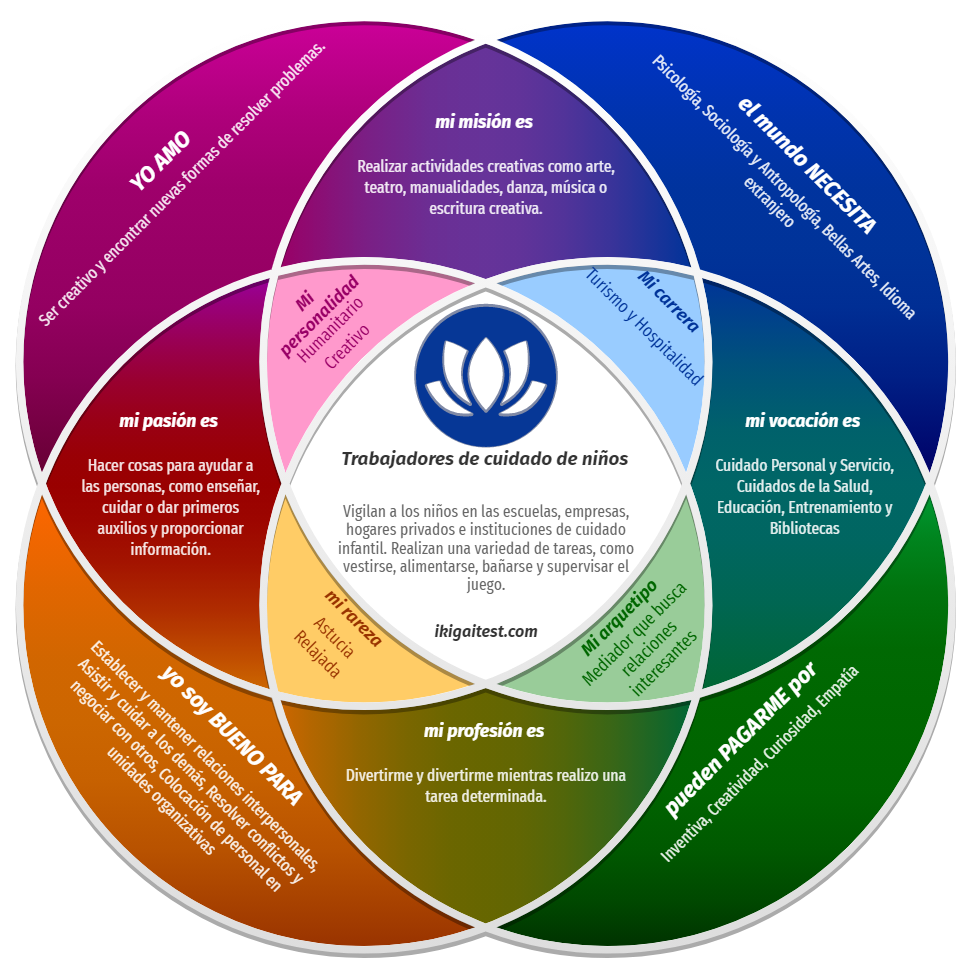 YO AMO
Ser creativo y encontrar nuevas formas de resolver problemas.
mi misión es
Realizar actividades creativas como arte,
teatro, manualidades, danza, música o
escritura creativa.
el mundo NECESITA
Psicología, Sociología y Antropología, Bellas Artes, Idioma
extranjero
Mi
personalidad
Humanitario
Creativo
Mi carrera
Turismo y Hospitalidad
mi pasión es
Hacer cosas para ayudar a
las personas, como enseñar,
cuidar o dar primeros
auxilios y proporcionar
información.
Trabajadores de cuidado de niños
Vigilan a los niños en las escuelas, empresas,
hogares privados e instituciones de cuidado
infantil. Realizan una variedad de tareas, como
vestirse, alimentarse, bañarse y supervisar el
juego.
ikigaitest.com
mi vocación es
Cuidado Personal y Servicio,
Cuidados de la Salud,
Educación, Entrenamiento y
Bibliotecas
mi rareza
Astucia
Relajada
Mi arquetipo
Mediador que busca
relaciones
interesantes
yo soy BUENO PARA
Establecer y mantener relaciones interpersonales,
Asistir y cuidar a los demás, Resolver conflictos y
negociar con otros, Colocación de personal en
unidades organizativas
mi profesión es
Divertirme y divertirme mientras realizo una
tarea determinada.
pueden PAGARME por
Inventiva, Creatividad, Curiosidad, Empatía